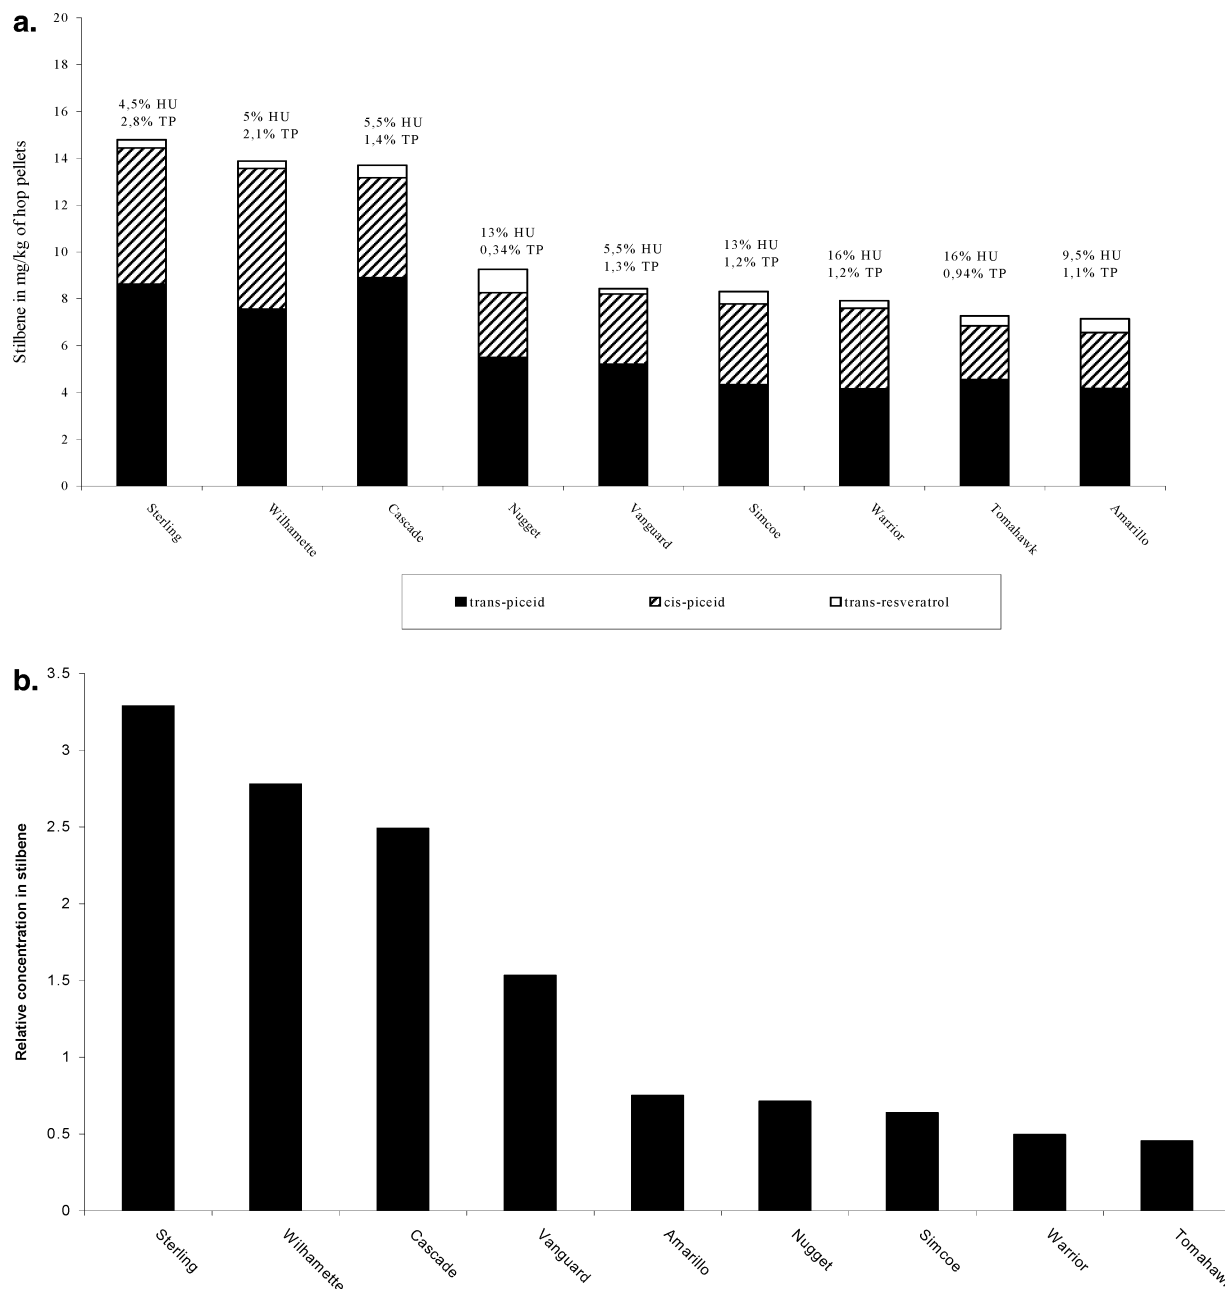 a.
Stilbene in mg/kg of hop pellets
20
18
16
14
12
10
8
6
4
2
0
4,5% HU
2,8% TP
5% HU
2,1% TP
5,5% HU
1,4% TP
13% HU
0,34% TP
5,5% HU
1,3% TP
13% HU
1,2% TP
16% HU
1,2% TP
16% HU
0,94% TP
9,5% HU
1,1% TP
Sterling
Wilhamette
Cascade
Nugget
Vanguard
Simcoe
Warrior
Tomahawk
Amarillo
trans-piceid
cis-piceid
trans-resveratrol
b.
Relative concentration in stilbene
3.5
3
2.5
2
1.5
1
0.5
0
Sterling
Wilhamette
Cascade
Vanguard
Amarillo
Nugget
Simcoe
Warrior
Tomahawk